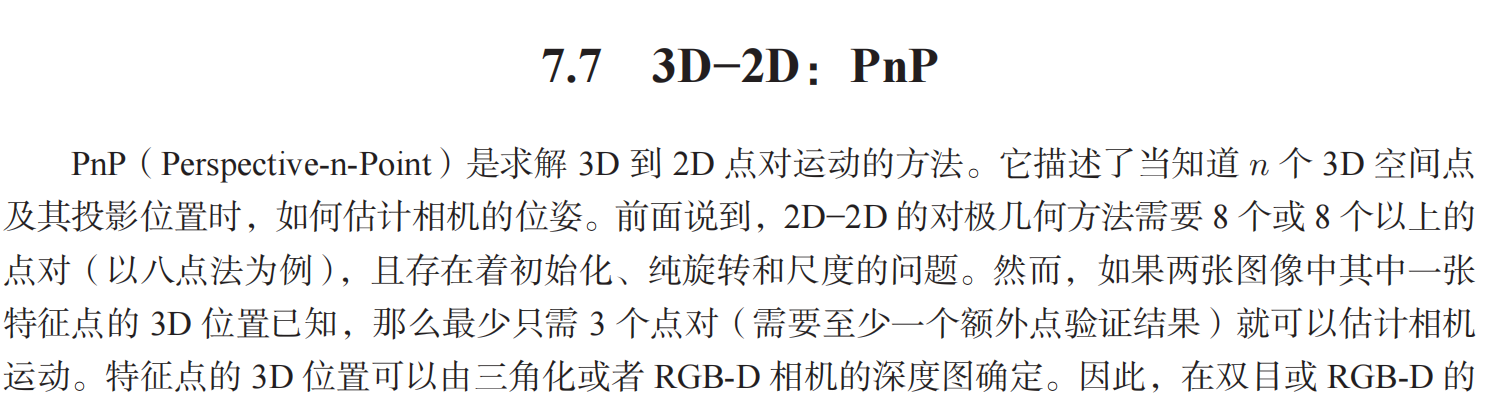 7.7 3D−2D：PnP
PnP（Perspective-n-Point）是求解 3D 到 2D 点对运动的方法。它描述了当知道 n 个 3D 空间点
及其投影位置时，如何估计相机的位姿。前面说到，2D−2D 的对极几何方法需要 8 个或 8 个以上的
点对（以八点法为例），且存在着初始化、纯旋转和尺度的问题。然而，如果两张图像中其中一张
特征点的 3D 位置已知，那么最少只需 3 个点对（需要至少一个额外点验证结果）就可以估计相机
运动。特征点的 3D 位置可以由三角化或者 RGB-D 相机的深度图确定。因此，在双目或 RGB-D 的